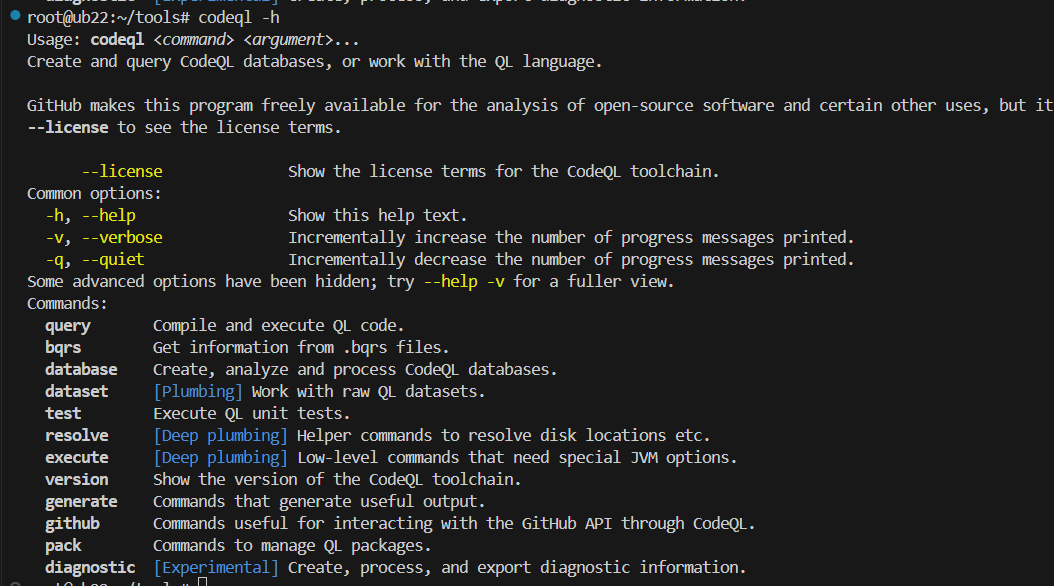 diagnostic [Experimental] Create, process, and export diagnostic information.
root@ub22:~/tools# codeql -h
Usage: codeql <command> <argument>...
Create and query CodeQL databases, or work with the QL language.
GitHub makes this program freely available for the analysis of open-source software and certain other uses, but it
--license to see the license terms.
--license Show the license terms for the CodeQL toolchain.
Common options:
-h, --help Show this help text.
-v, --verbose Incrementally increase the number of progress messages printed.
-q, --quiet Incrementally decrease the number of progress messages printed.
Some advanced options have been hidden; try --help -v for a fuller view.
Commands:
query Compile and execute QL code.
bqrs Get information from .bqrs files.
database Create, analyze and process CodeQL databases.
dataset [Plumbing] Work with raw QL datasets.
test Execute QL unit tests.
resolve [Deep plumbing] Helper commands to resolve disk locations etc.
execute [Deep plumbing] Low-level commands that need special JVM options.
version Show the version of the CodeQL toolchain.
generate Commands that generate useful output.
github Commands useful for interacting with the GitHub API through CodeQL.
pack Commands to manage QL packages.
diagnostic [Experimental] Create, process, and export diagnostic information.